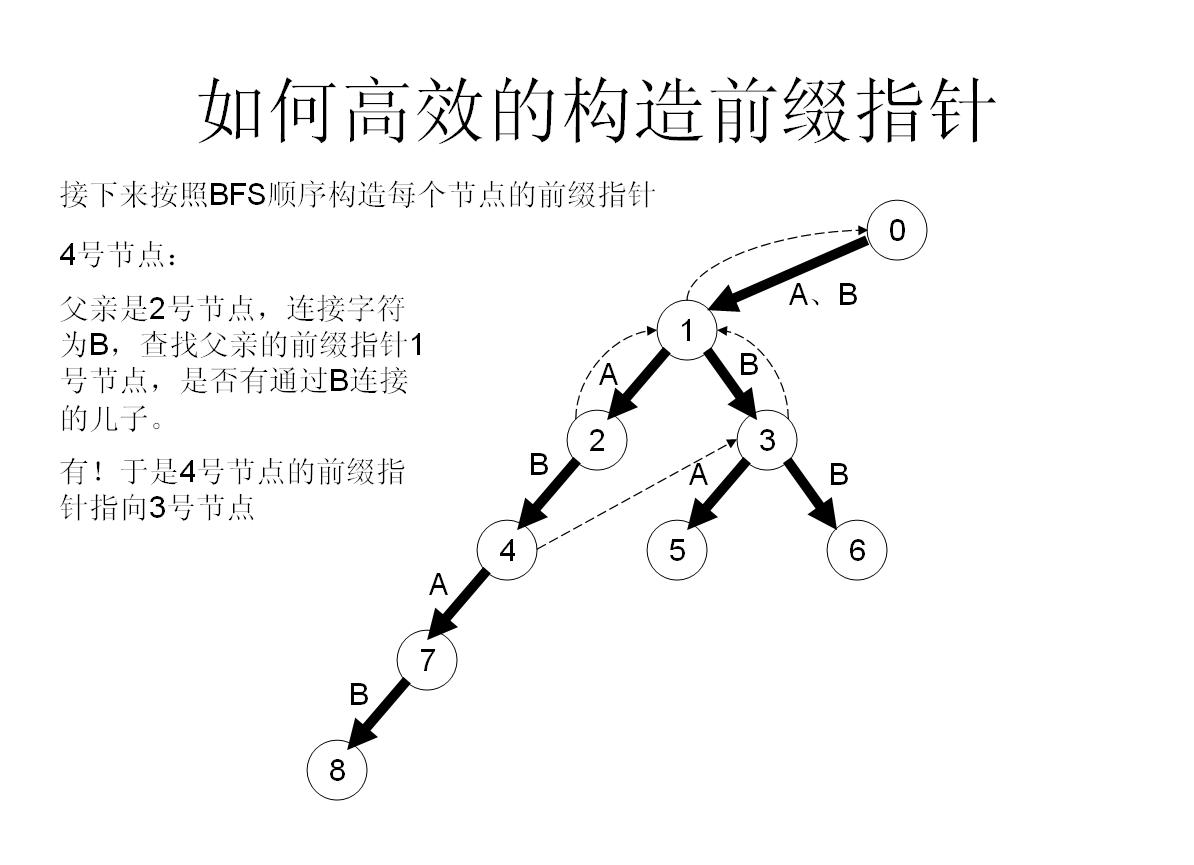 如何高效的构造前缀指针
接下来按照BFS顺序构造每个节点的前缀指针
4号节点：
父亲是2号节点，连接字符
为B，查找父亲的前缀指针1
号节点，是否有通过B连接
的儿子。
有！于是4号节点的前缀指
针指向3号节点
0
A、B
1
A
B
2
3
B
A
B
4
5
6
A
7
B
8